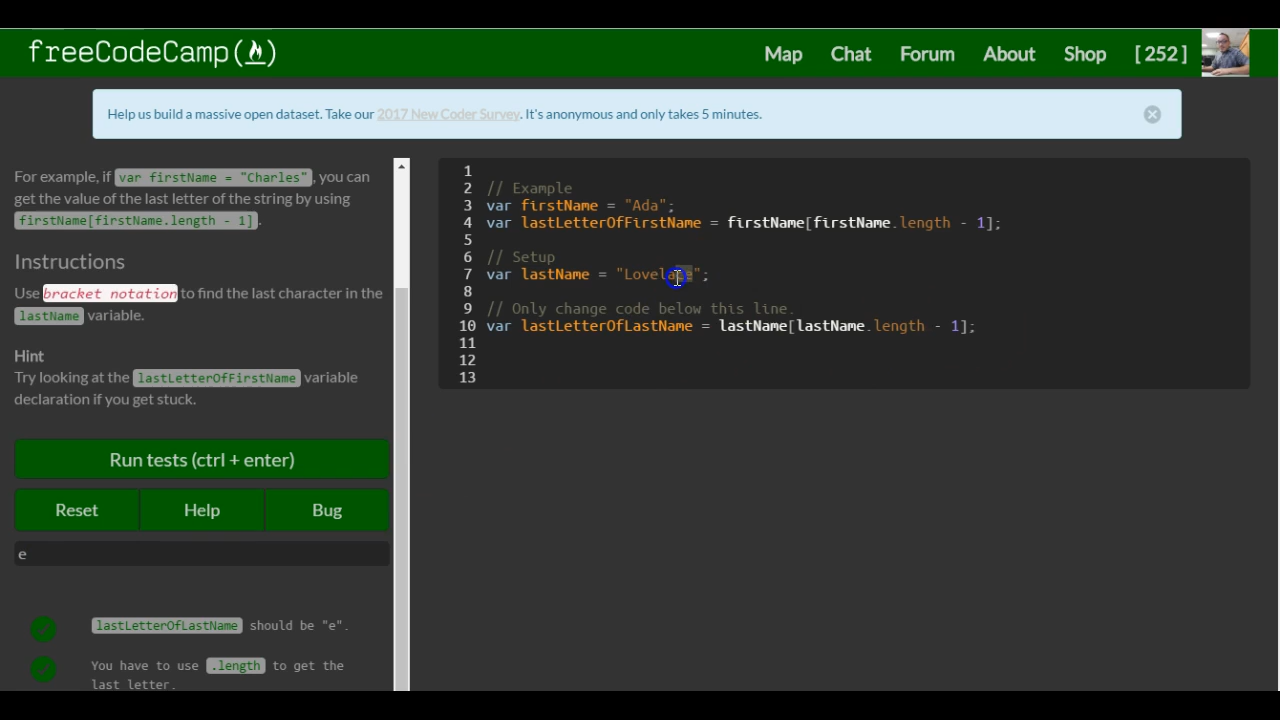 freeCodeCamp(🔥)
Map Chat Forum About Shop [ 252 ]
Help us build a massive open dataset. Take our 2017 New Coder Survey. It's anonymous and only takes 5 minutes.
For example, if var firstName = "Charles", you can
get the value of the last letter of the string by using
firstName[firstName.length - 1].
Instructions
Use bracket notation to find the last character in the
lastName variable.
Hint
Try looking at the lastLetterOfFirstName variable
declaration if you get stuck.
Run tests (ctrl + enter)
Reset Help Bug
e
lastLetterOfLastName should be "e".
You have to use .length to get the
last letter.
1
2 // Example
3 var firstName = "Ada";
4 var lastLetterOfFirstName = firstName[firstName.length - 1];
5
6 // Setup
7 var lastName = "Lovelace";
8
9 // Only change code below this line.
10 var lastLetterOfLastName = lastName[lastName.length - 1];
11
12
13